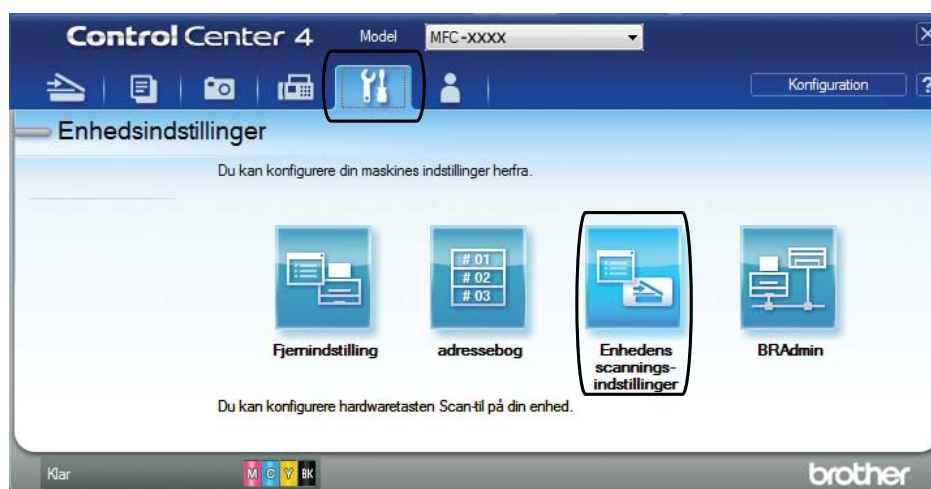 Control Center 4 Model MFC-XXXX
Konfiguration ?
Enhedsindstillinger
Du kan konfigurere din maskines indstillinger herfra.
# 01
# 02
# 03
Fjernindstilling adressebog Enhedens BRAdmin
scannings-
indstillinger
Du kan konfigurere hardwaretasten Scan-til på din enhed.
Klar M C Y BK brother